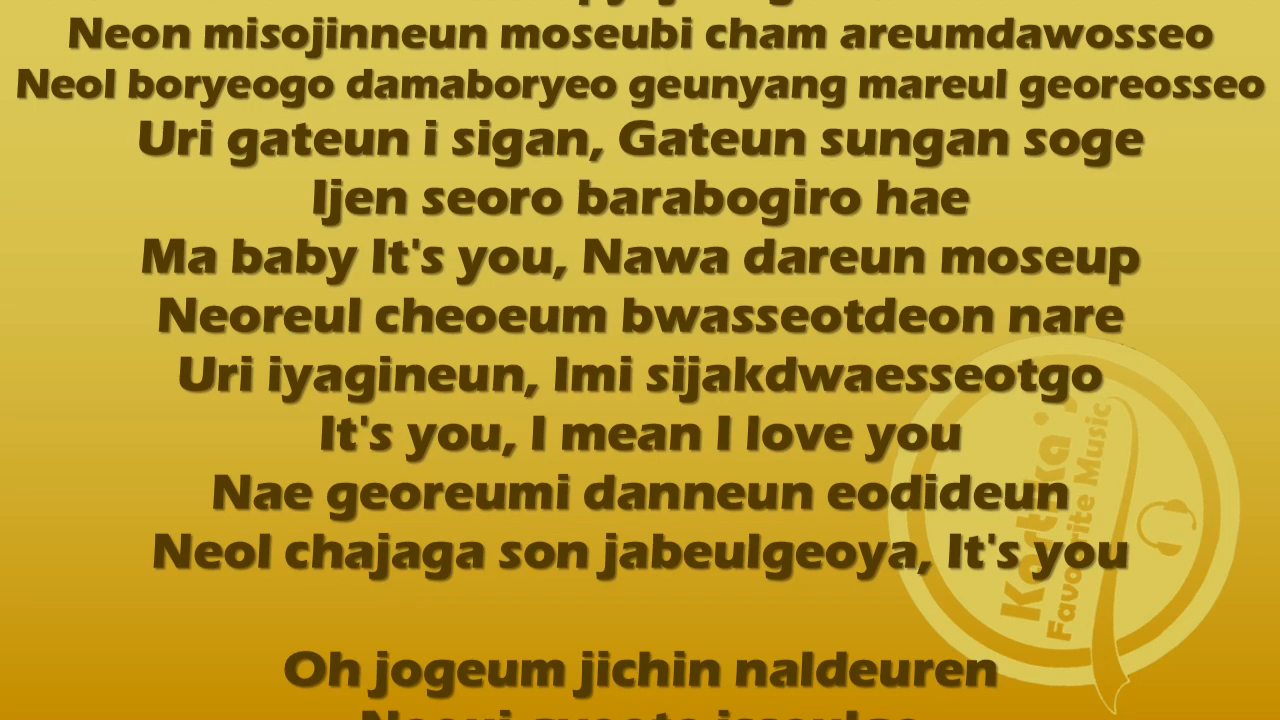 Neon misojinneun moseubi cham areumdawosseo
Neol boryeogo damaboryeo geunyang mareul georeosseo
Uri gateun i sigan, Gateun sungan soge
Ijen seoro barabogiro hae
Ma baby It's you, Nawa dareun moseup
Neoreul cheoeum bwasseotdeon nare
Uri iyagineun, Imi sijakdwaesseotgo
It's you, I mean I love you
Nae georeumi danneun eodideun
Neol chajaga son jabeulgeoya, It's you
Oh jogeum jichin naldeuren
Favorite Music